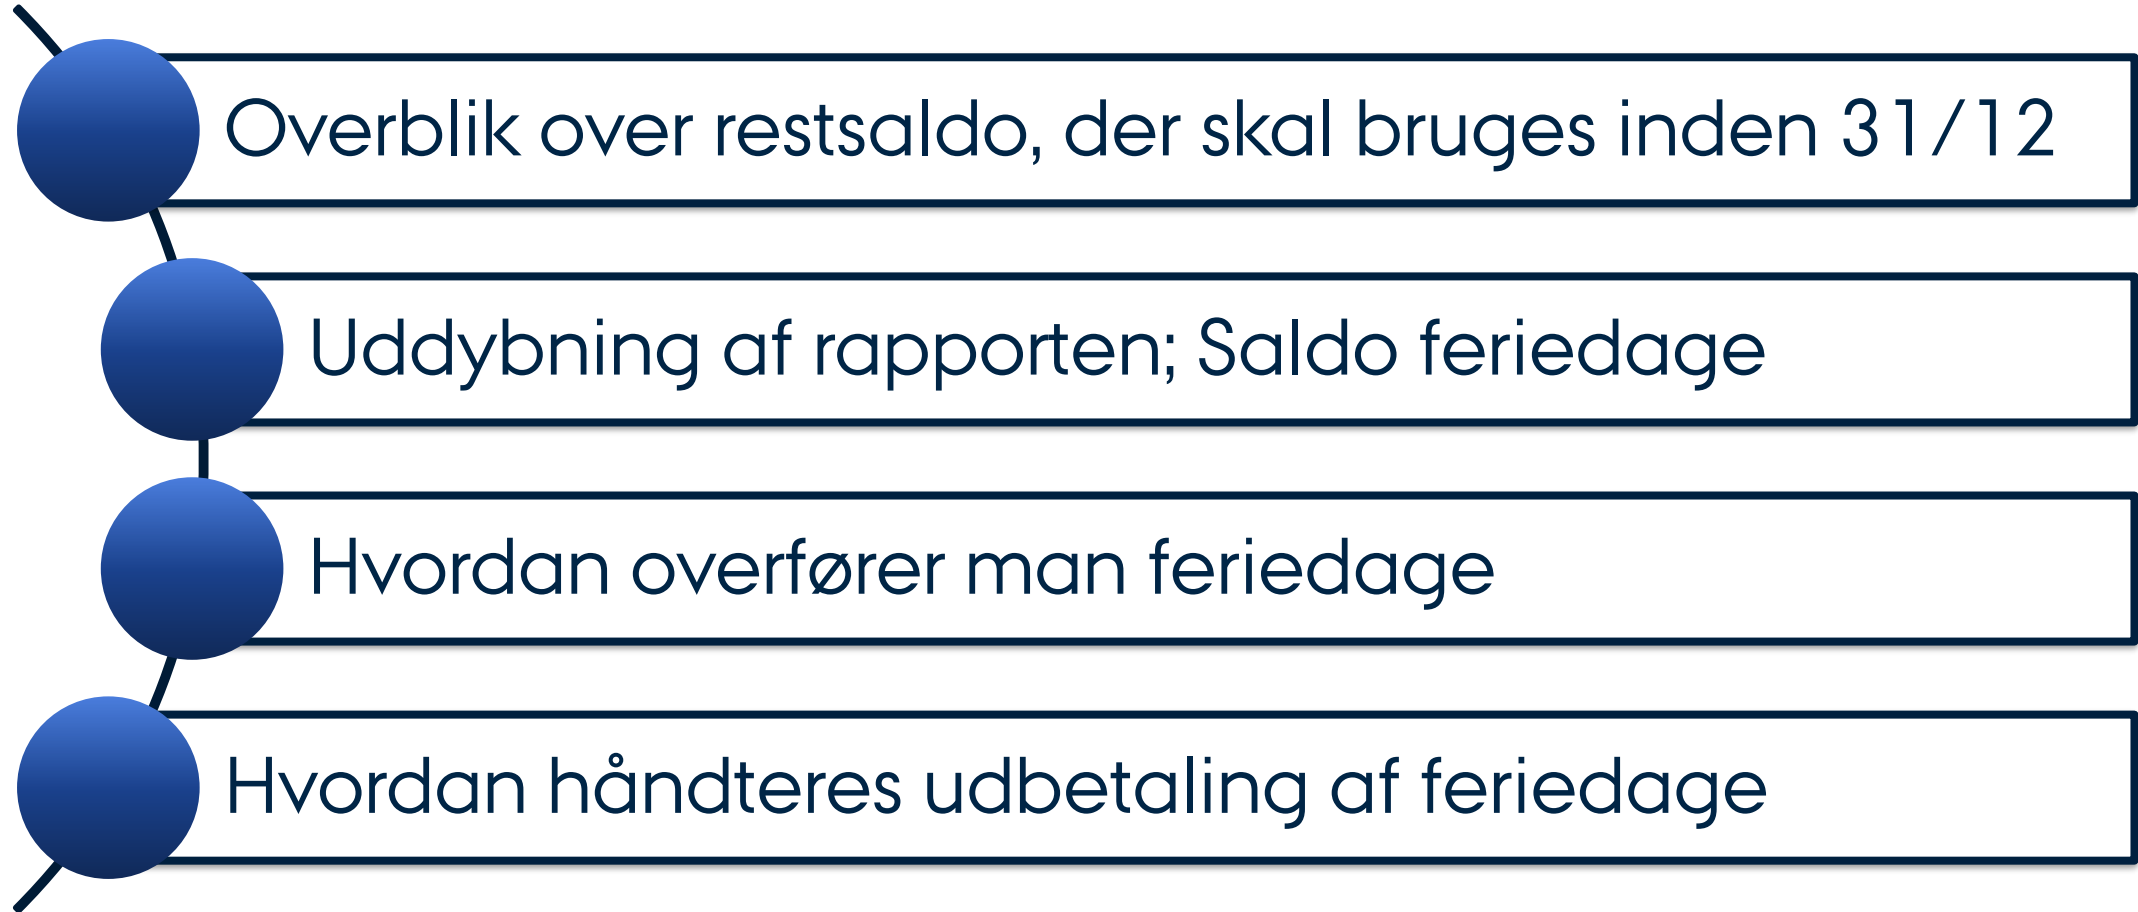 Overblik over restsaldo, der skal bruges inden 31/12
Uddybning af rapporten; Saldo feriedage
Hvordan overfører man feriedage
Hvordan håndteres udbetaling af feriedage